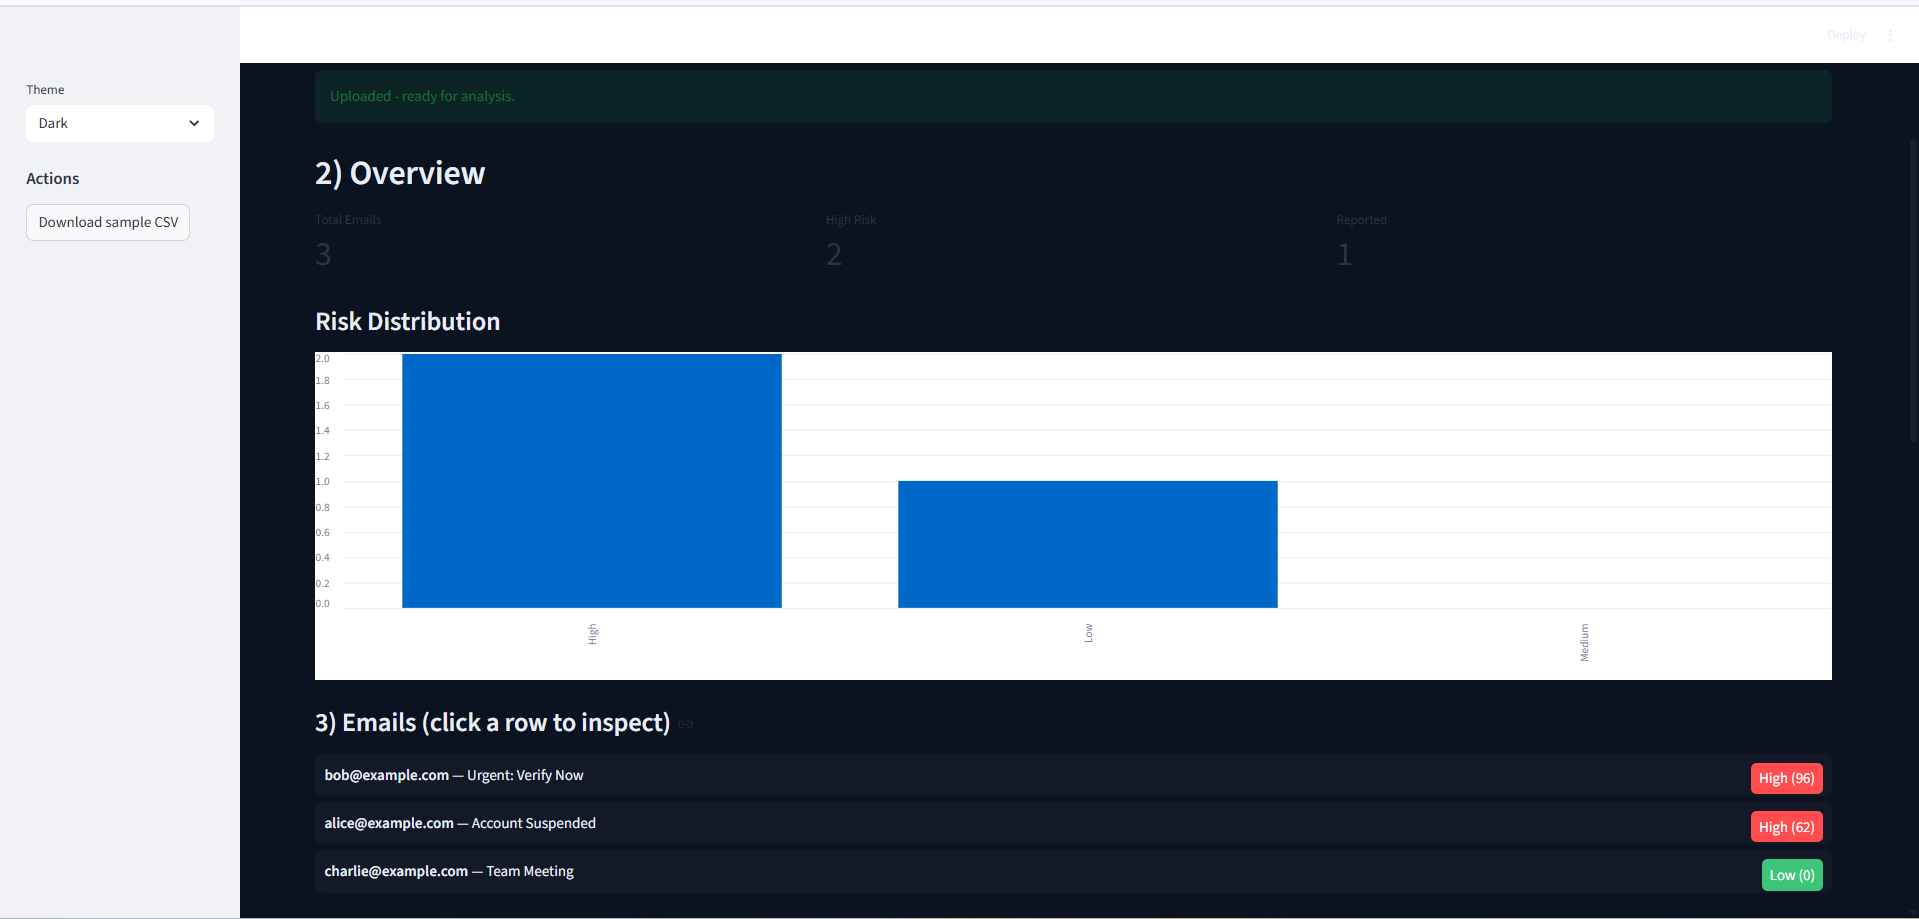 Deploy
Theme
Dark
Actions
Download sample CSV
Uploaded - ready for analysis.
2) Overview
Total Emails
High Risk
Reported
3
2
1
Risk Distribution
2.0
1.8
1.6
1.4
1.2
1.0
0.8
0.6
0.4
0.2
0.0
High
Low
Medium
3) Emails (click a row to inspect)
bob@example.com — Urgent: Verify Now
High (96)
alice@example.com — Account Suspended
High (62)
charlie@example.com — Team Meeting
Low (0)